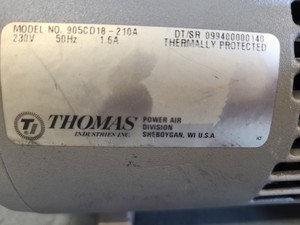 MODEL NO. 905CD18-210A DT/SR 099400000140
230V 50Hz 1.6A THERMALLY PROTECTED
TI THOMAS POWER AIR
INDUSTRIES INC. DIVISION
SHEBOYGAN, WI U.S.A.